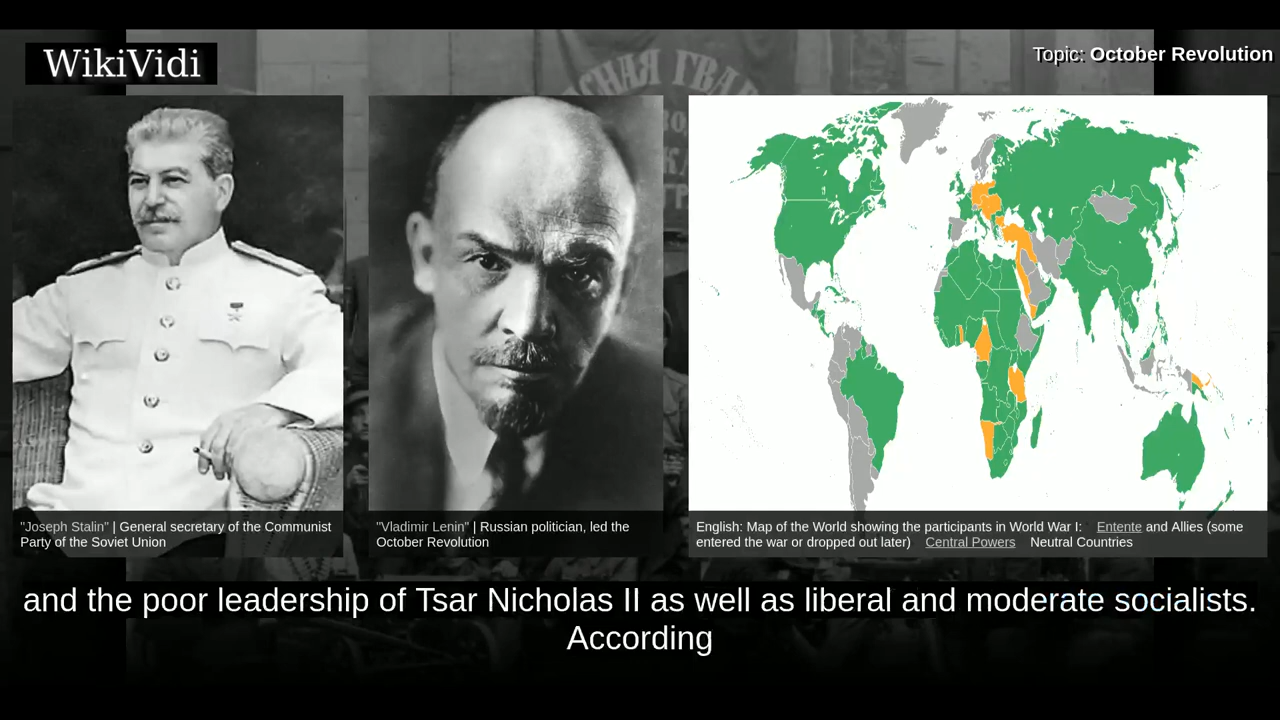 WikiVidi
Topic: October Revolution
"Joseph Stalin" | General secretary of the Communist
Party of the Soviet Union
"Vladimir Lenin" | Russian politician, led the
October Revolution
English: Map of the World showing the participants in World War I: Entente and Allies (some
entered the war or dropped out later) Central Powers Neutral Countries
and the poor leadership of Tsar Nicholas II as well as liberal and moderate socialists.
According